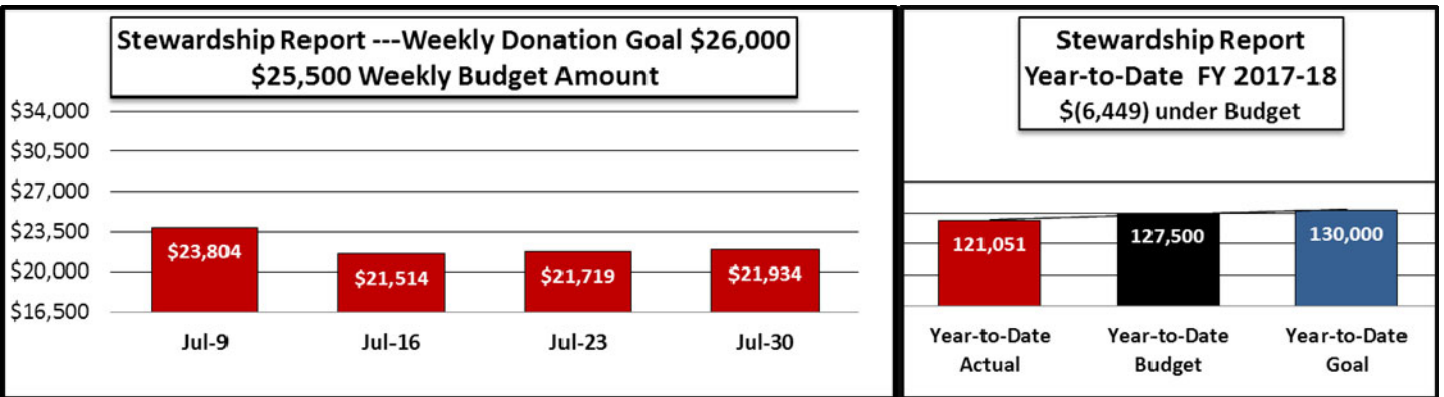 Stewardship Report ---Weekly Donation Goal $26,000
$25,500 Weekly Budget Amount
$34,000
$30,500
$27,000
$23,500
$20,000
$16,500
$23,804
$21,514
$21,719
$21,934
Jul-9
Jul-16
Jul-23
Jul-30
Stewardship Report
Year-to-Date FY 2017-18
$(6,449) under Budget
121,051
127,500
130,000
Year-to-Date
Actual
Year-to-Date
Budget
Year-to-Date
Goal